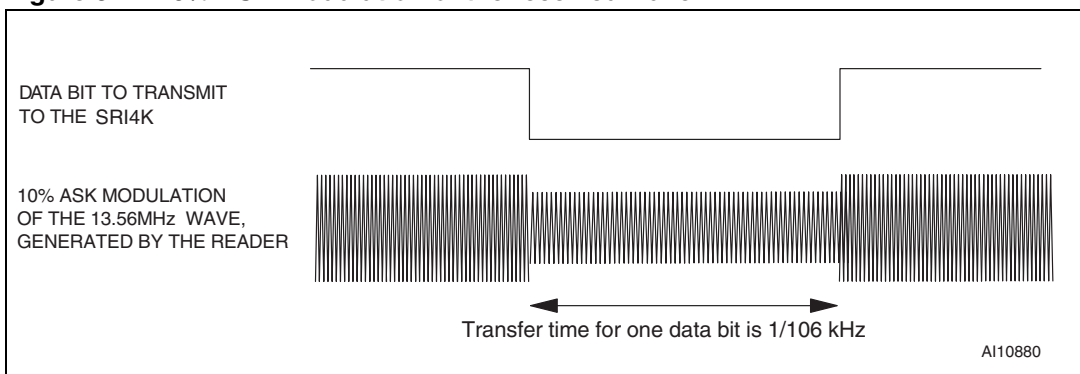 DATA BIT TO TRANSMIT
TO THE SRI4K
10% ASK MODULATION
OF THE 13.56MHz WAVE,
GENERATED BY THE READER
Transfer time for one data bit is 1/106 kHz
AI10880